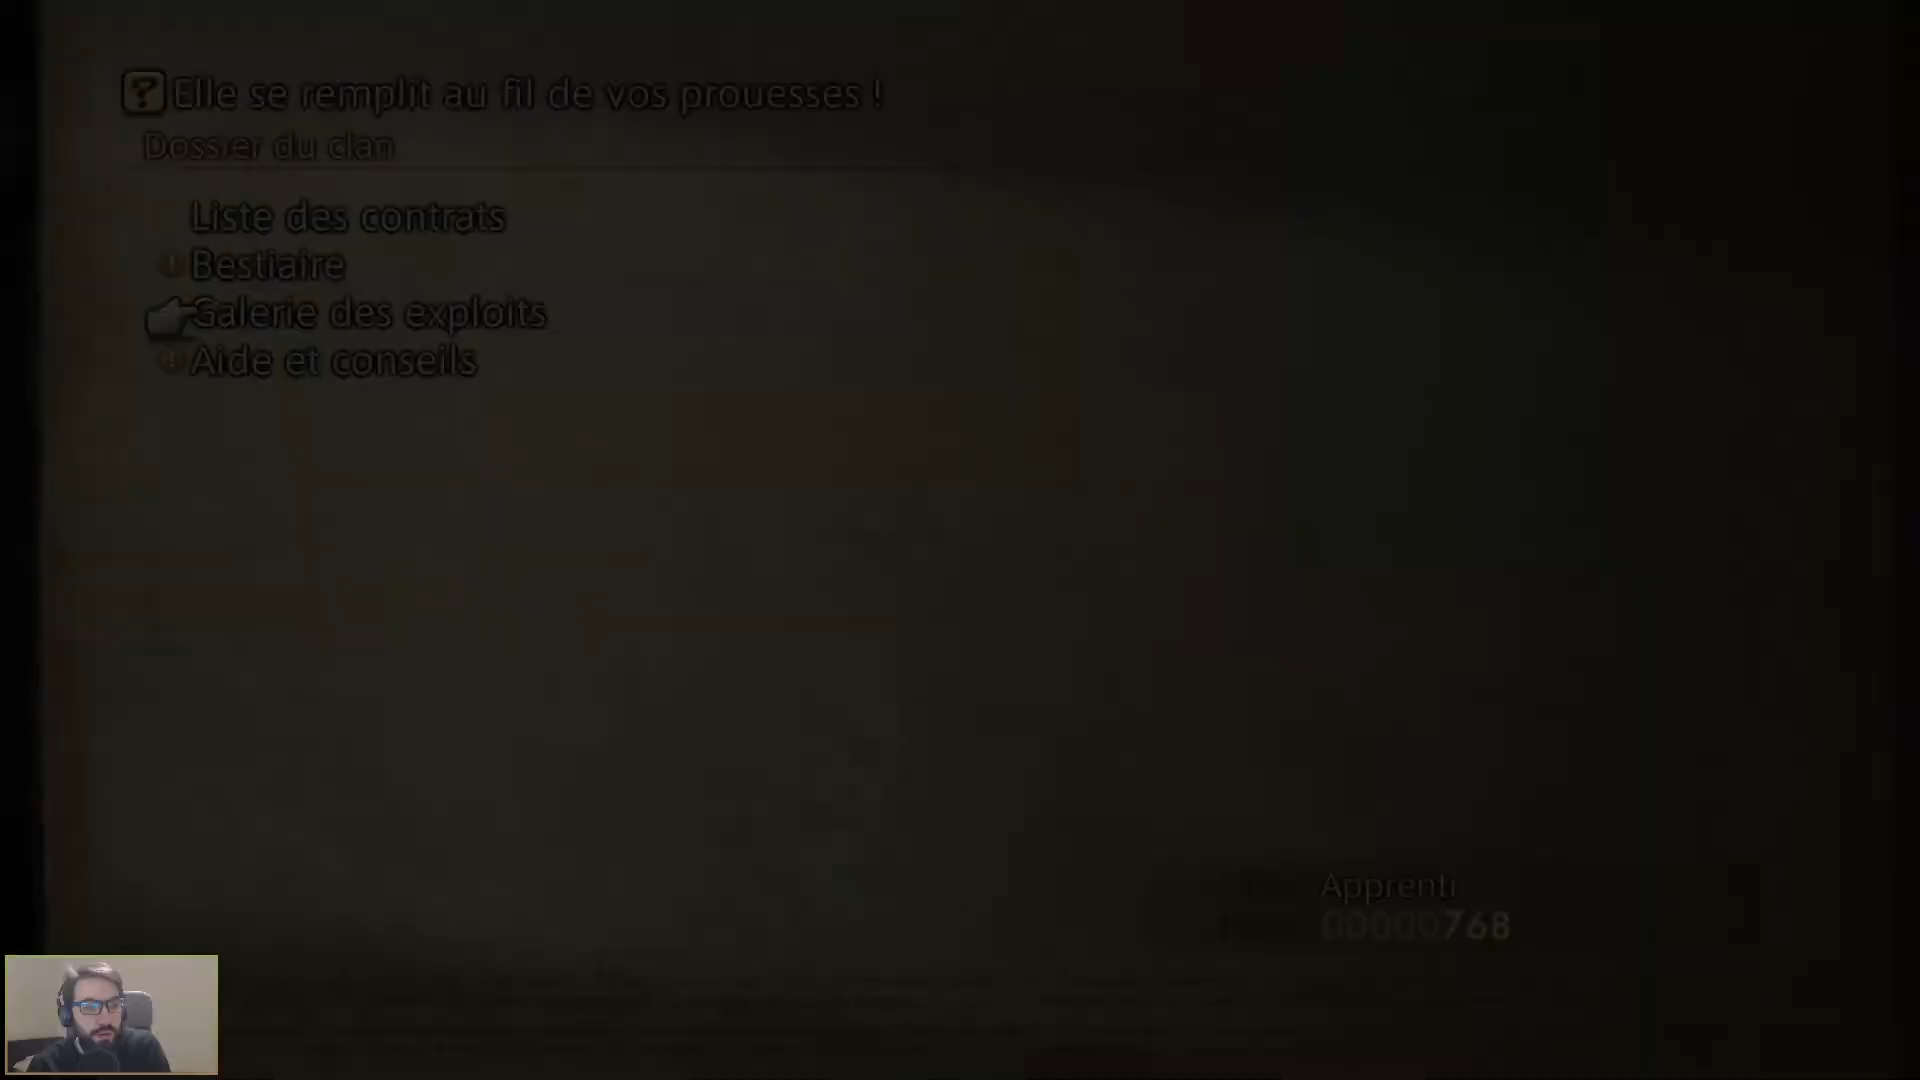 ? Elle se remplit au fil de vos prouesses !
Dossier du clan
Liste des contrats
! Bestiaire
Galerie des exploits
! Aide et conseils
Apprenti
00000768